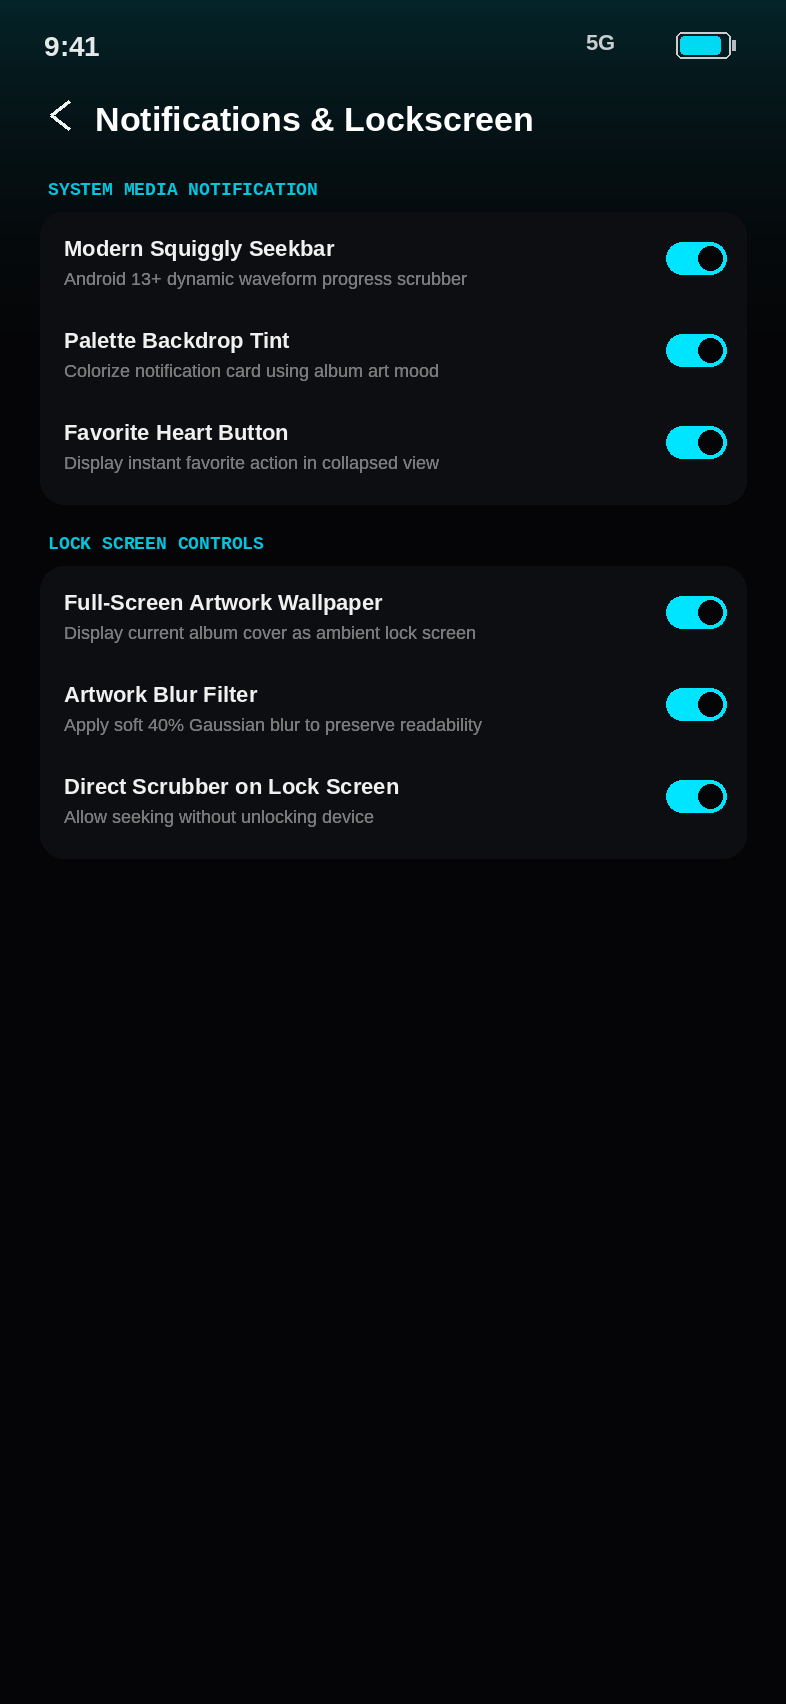 9:41
5G
Notifications & Lockscreen
SYSTEM MEDIA NOTIFICATION
Modern Squiggly Seekbar
Android 13+ dynamic waveform progress scrubber
Palette Backdrop Tint
Colorize notification card using album art mood
Favorite Heart Button
Display instant favorite action in collapsed view
LOCK SCREEN CONTROLS
Full-Screen Artwork Wallpaper
Display current album cover as ambient lock screen
Artwork Blur Filter
Apply soft 40% Gaussian blur to preserve readability
Direct Scrubber on Lock Screen
Allow seeking without unlocking device